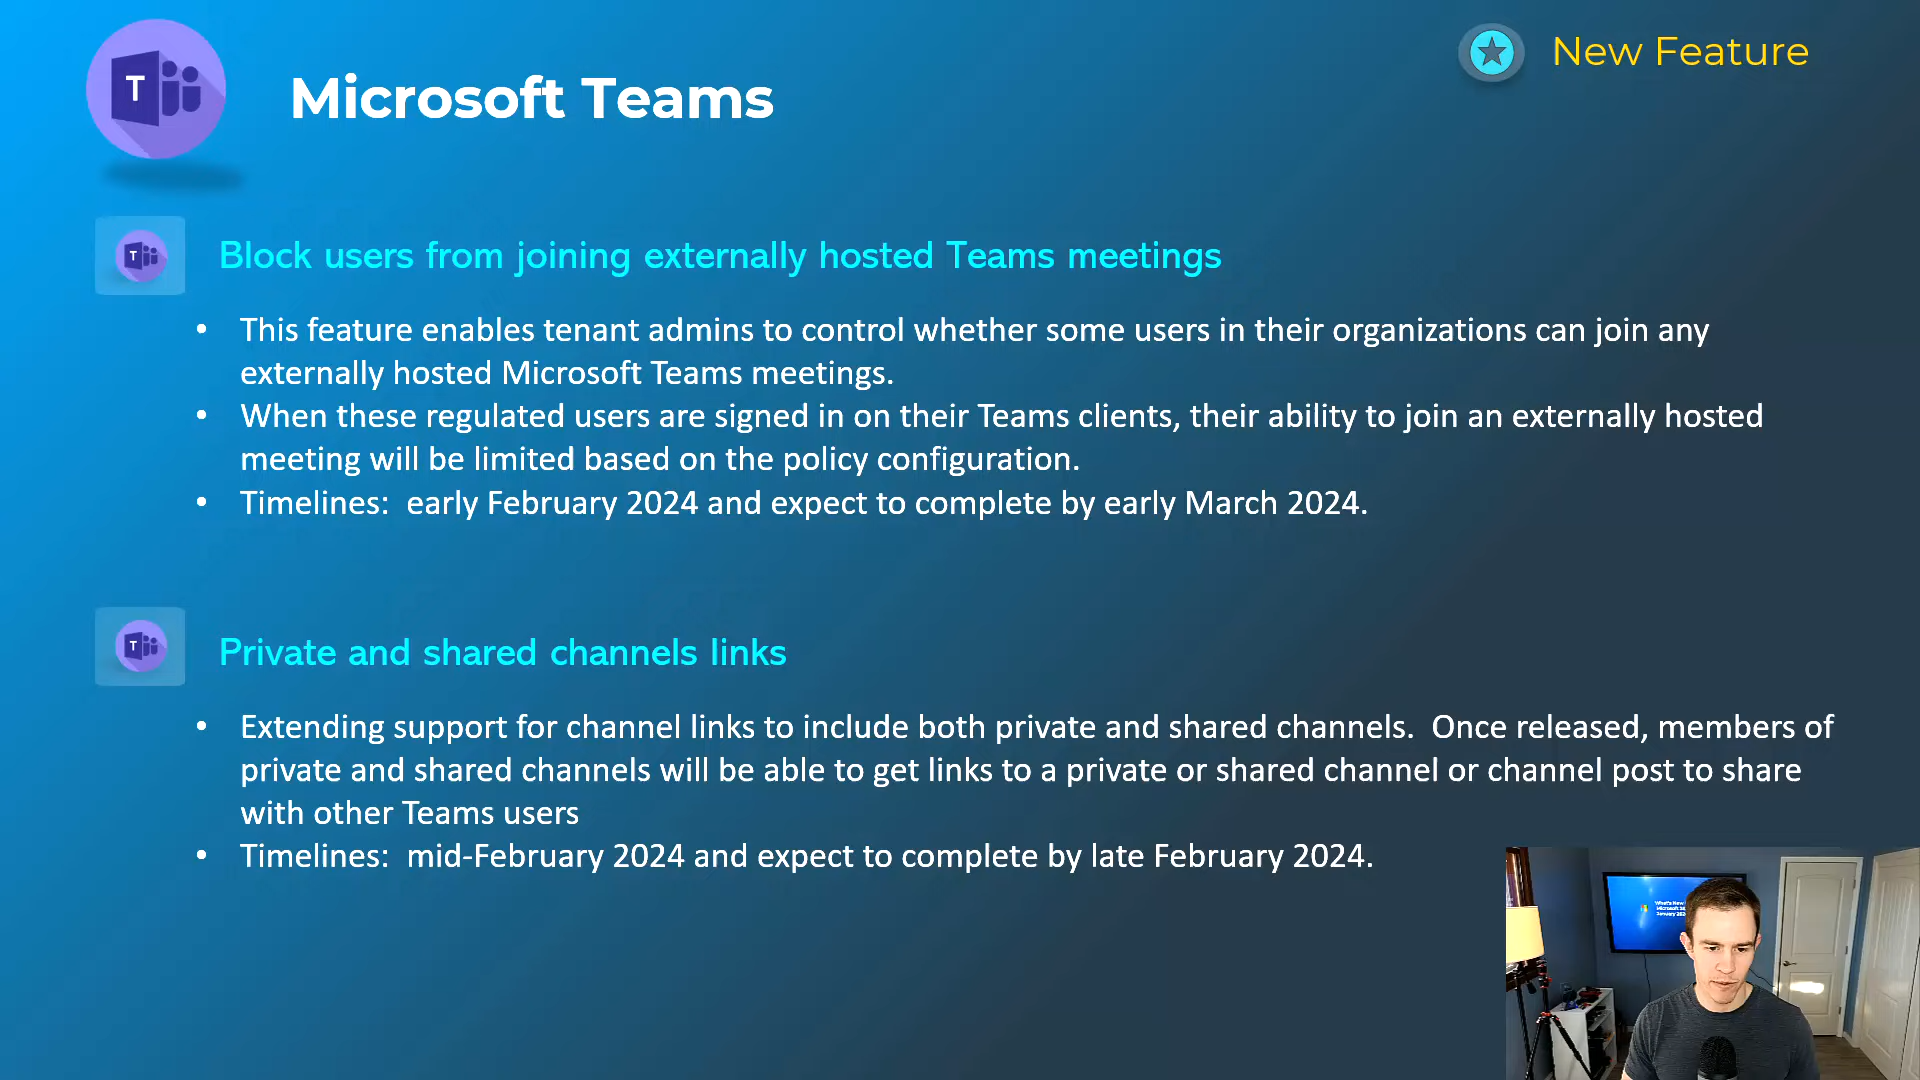 T
Microsoft Teams
New Feature
T
Block users from joining externally hosted Teams meetings
• This feature enables tenant admins to control whether some users in their organizations can join any
externally hosted Microsoft Teams meetings.
• When these regulated users are signed in on their Teams clients, their ability to join an externally hosted
meeting will be limited based on the policy configuration.
• Timelines:  early February 2024 and expect to complete by early March 2024.
T
Private and shared channels links
• Extending support for channel links to include both private and shared channels.  Once released, members of
private and shared channels will be able to get links to a private or shared channel or channel post to share
with other Teams users
• Timelines:  mid-February 2024 and expect to complete by late February 2024.
What's New
Microsoft
January